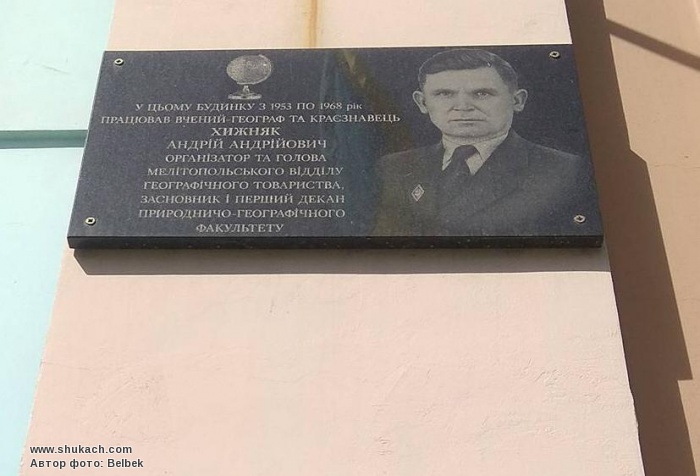 У ЦЬОМУ БУДИНКУ З 1953 ПО 1968 рік
ПРАЦЮВАВ ВЧЕНИЙ-ГЕОГРАФ ТА КРАЄЗНАВЕЦЬ
ХИЖНЯК
АНДРІЙ АНДРІЙОВИЧ
ОРГАНІЗАТОР ТА ГОЛОВА
МЕЛІТОПОЛЬСЬКОГО ВІДДІЛУ
ГЕОГРАФІЧНОГО ТОВАРИСТВА,
ЗАСНОВНИК І ПЕРШИЙ ДЕКАН
ПРИРОДНИЧО-ГЕОГРАФІЧНОГО
ФАКУЛЬТЕТУ
www.shukach.com
Автор фото: Belbek